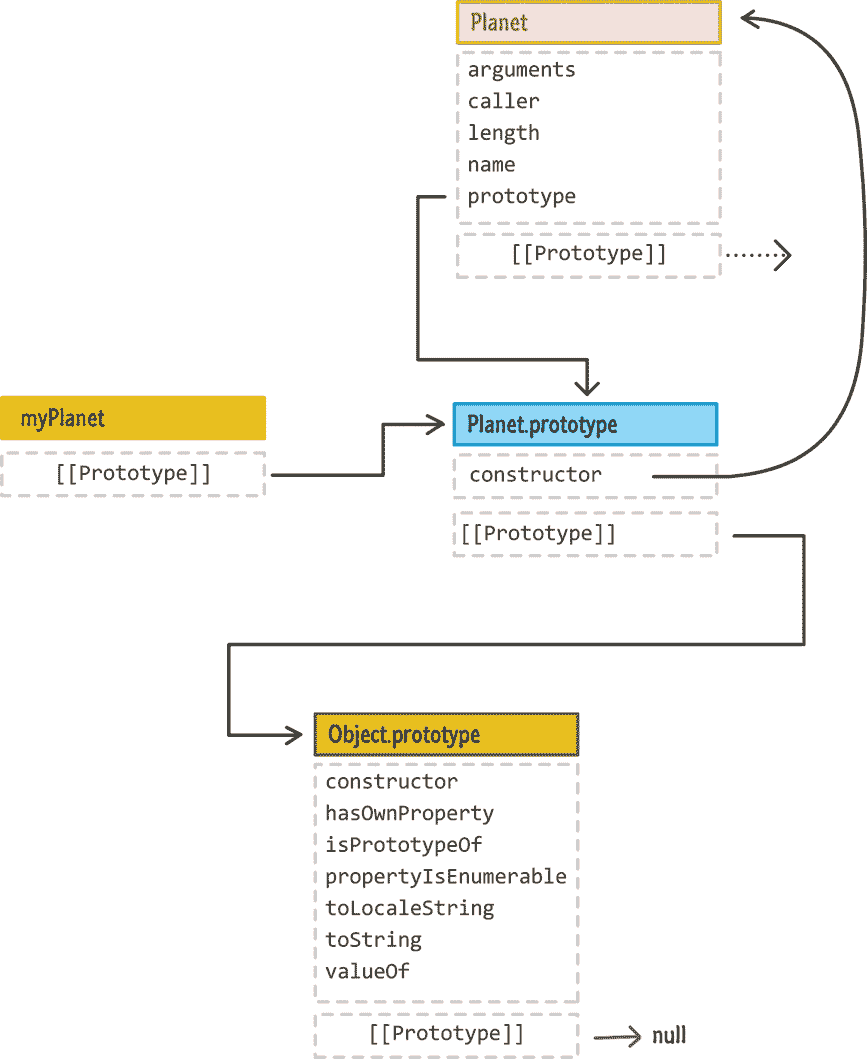 Planet
arguments
caller
length
name
prototype
[[Prototype]]
myPlanet
[[Prototype]]
Planet.prototype
constructor
[[Prototype]]
Object.prototype
constructor
hasOwnProperty
isPrototypeOf
propertyIsEnumerable
toLocaleString
toString
valueOf
[[Prototype]]
null